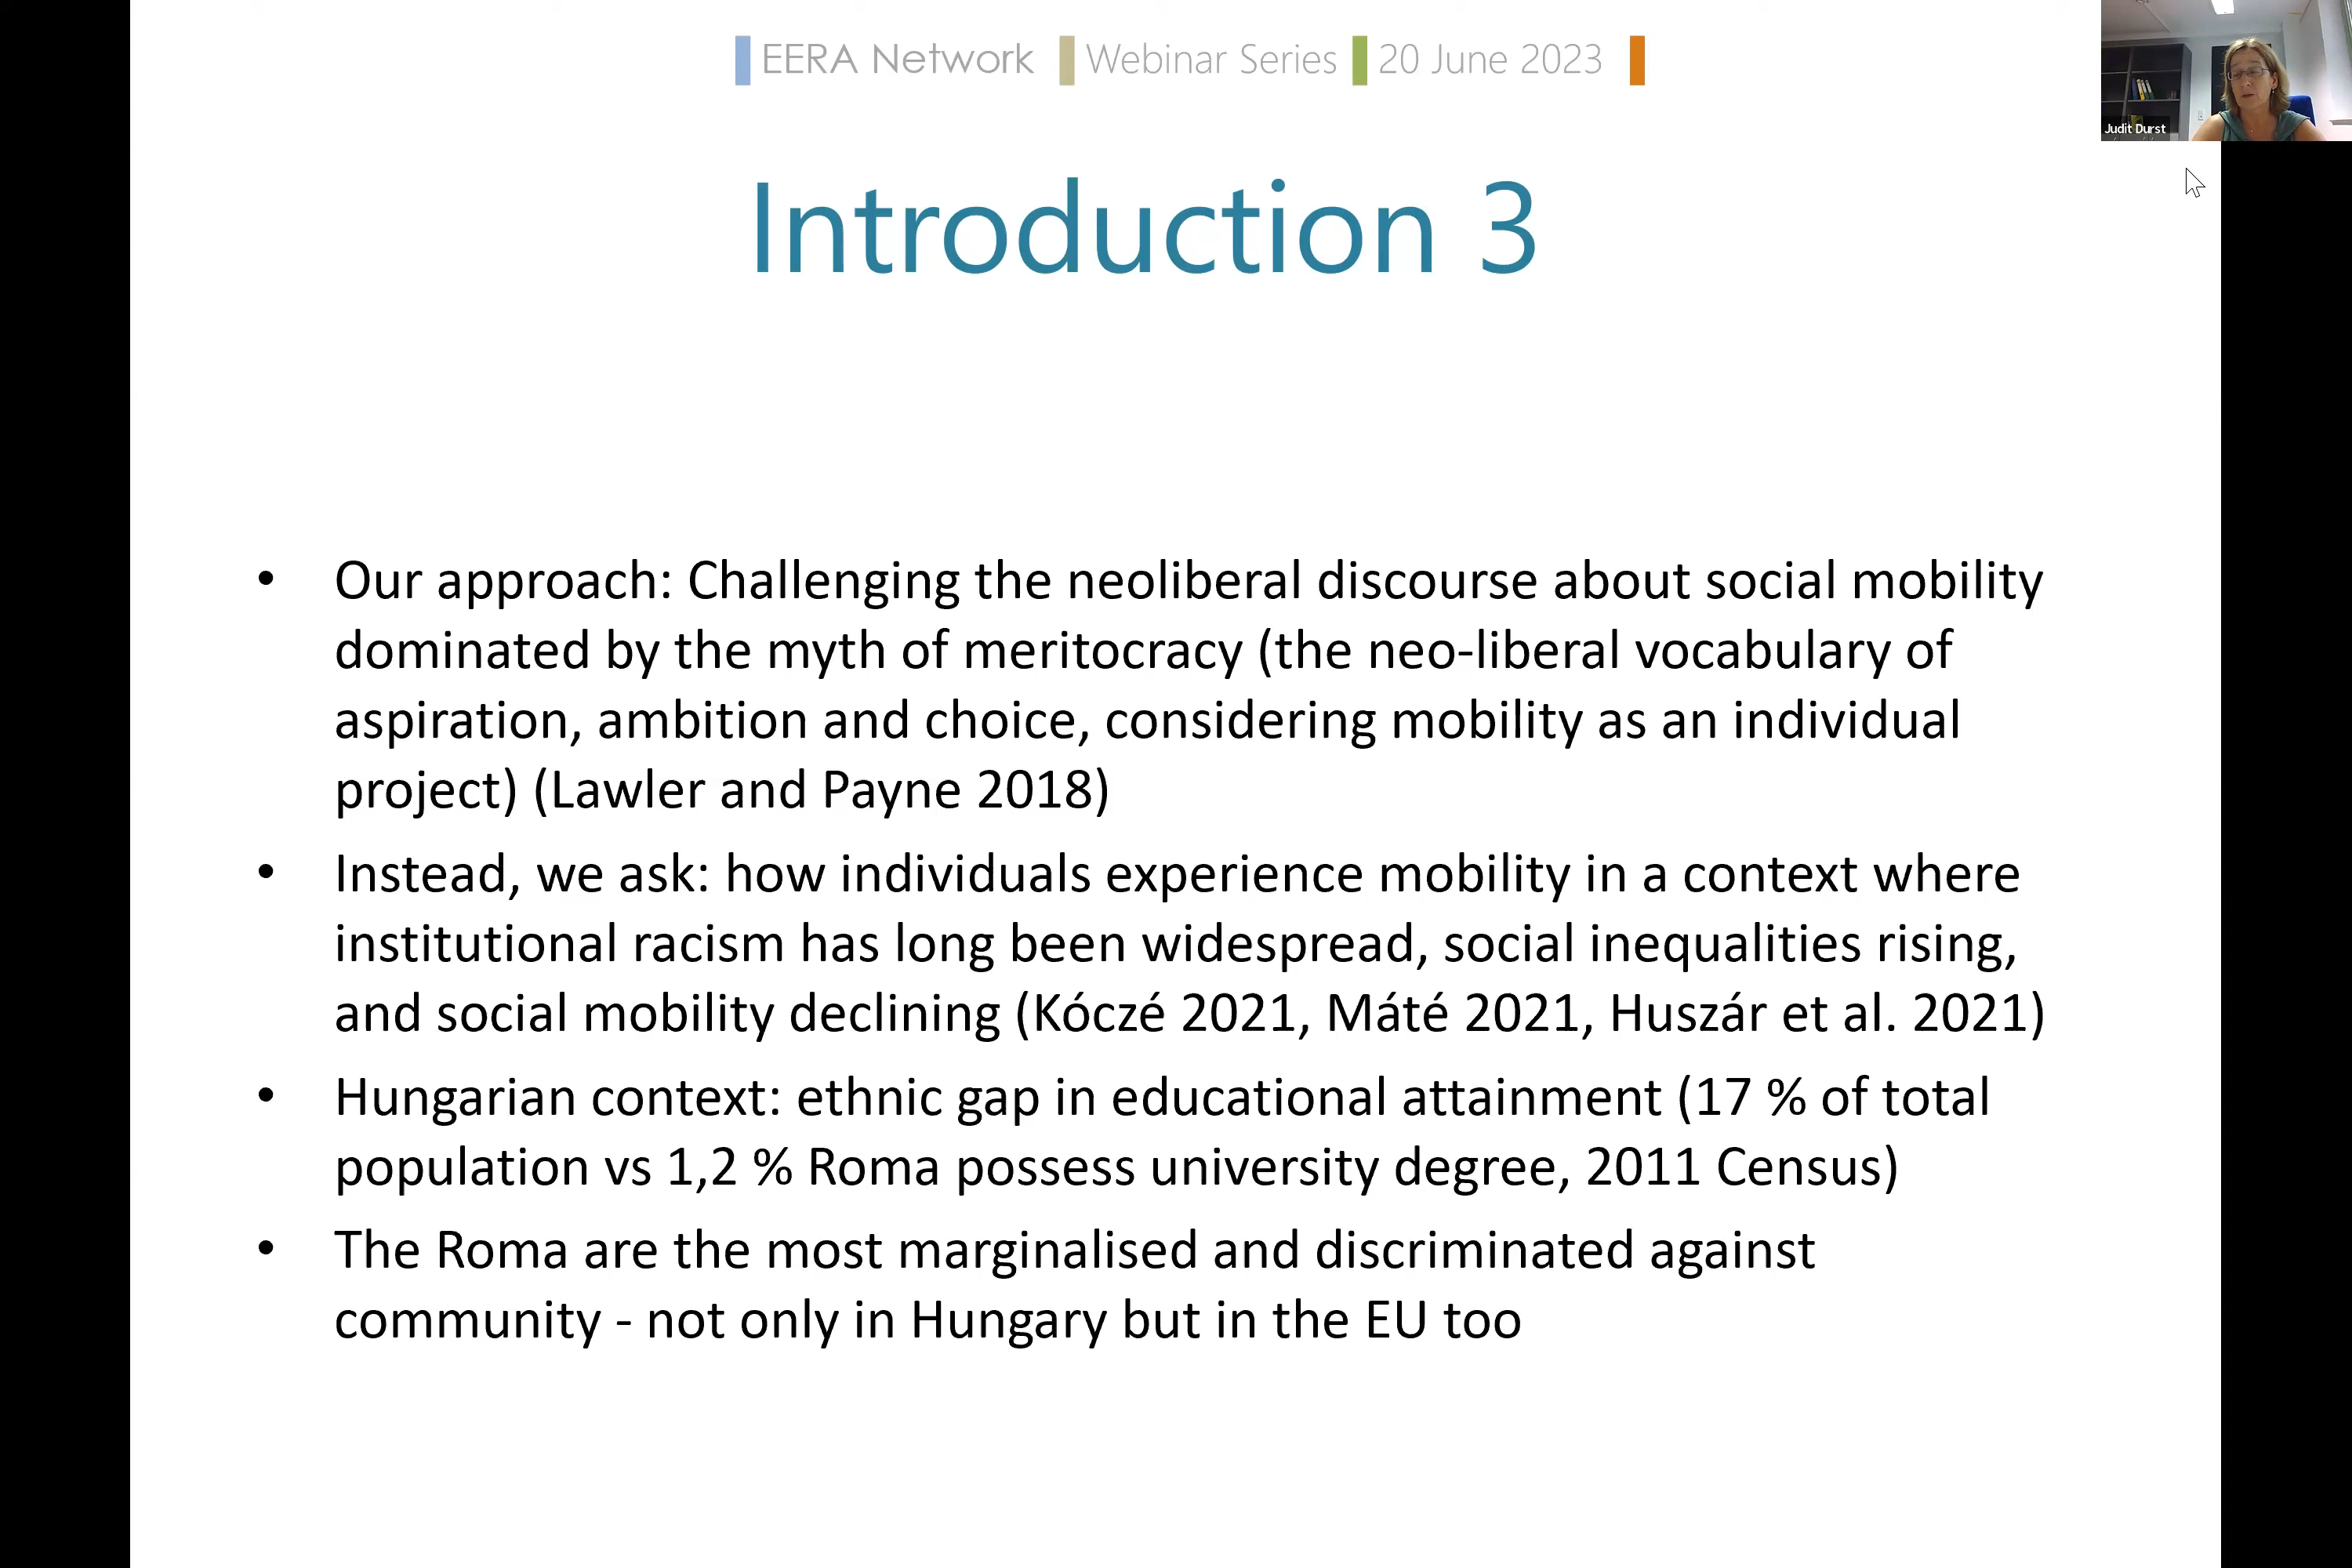 EERA Network Webinar Series 20 June 2023
Judit Durst
Introduction 3
• Our approach: Challenging the neoliberal discourse about social mobility
dominated by the myth of meritocracy (the neo-liberal vocabulary of
aspiration, ambition and choice, considering mobility as an individual
project) (Lawler and Payne 2018)
• Instead, we ask: how individuals experience mobility in a context where
institutional racism has long been widespread, social inequalities rising,
and social mobility declining (Kóczé 2021, Máté 2021, Huszár et al. 2021)
• Hungarian context: ethnic gap in educational attainment (17 % of total
population vs 1,2 % Roma possess university degree, 2011 Census)
• The Roma are the most marginalised and discriminated against
community - not only in Hungary but in the EU too